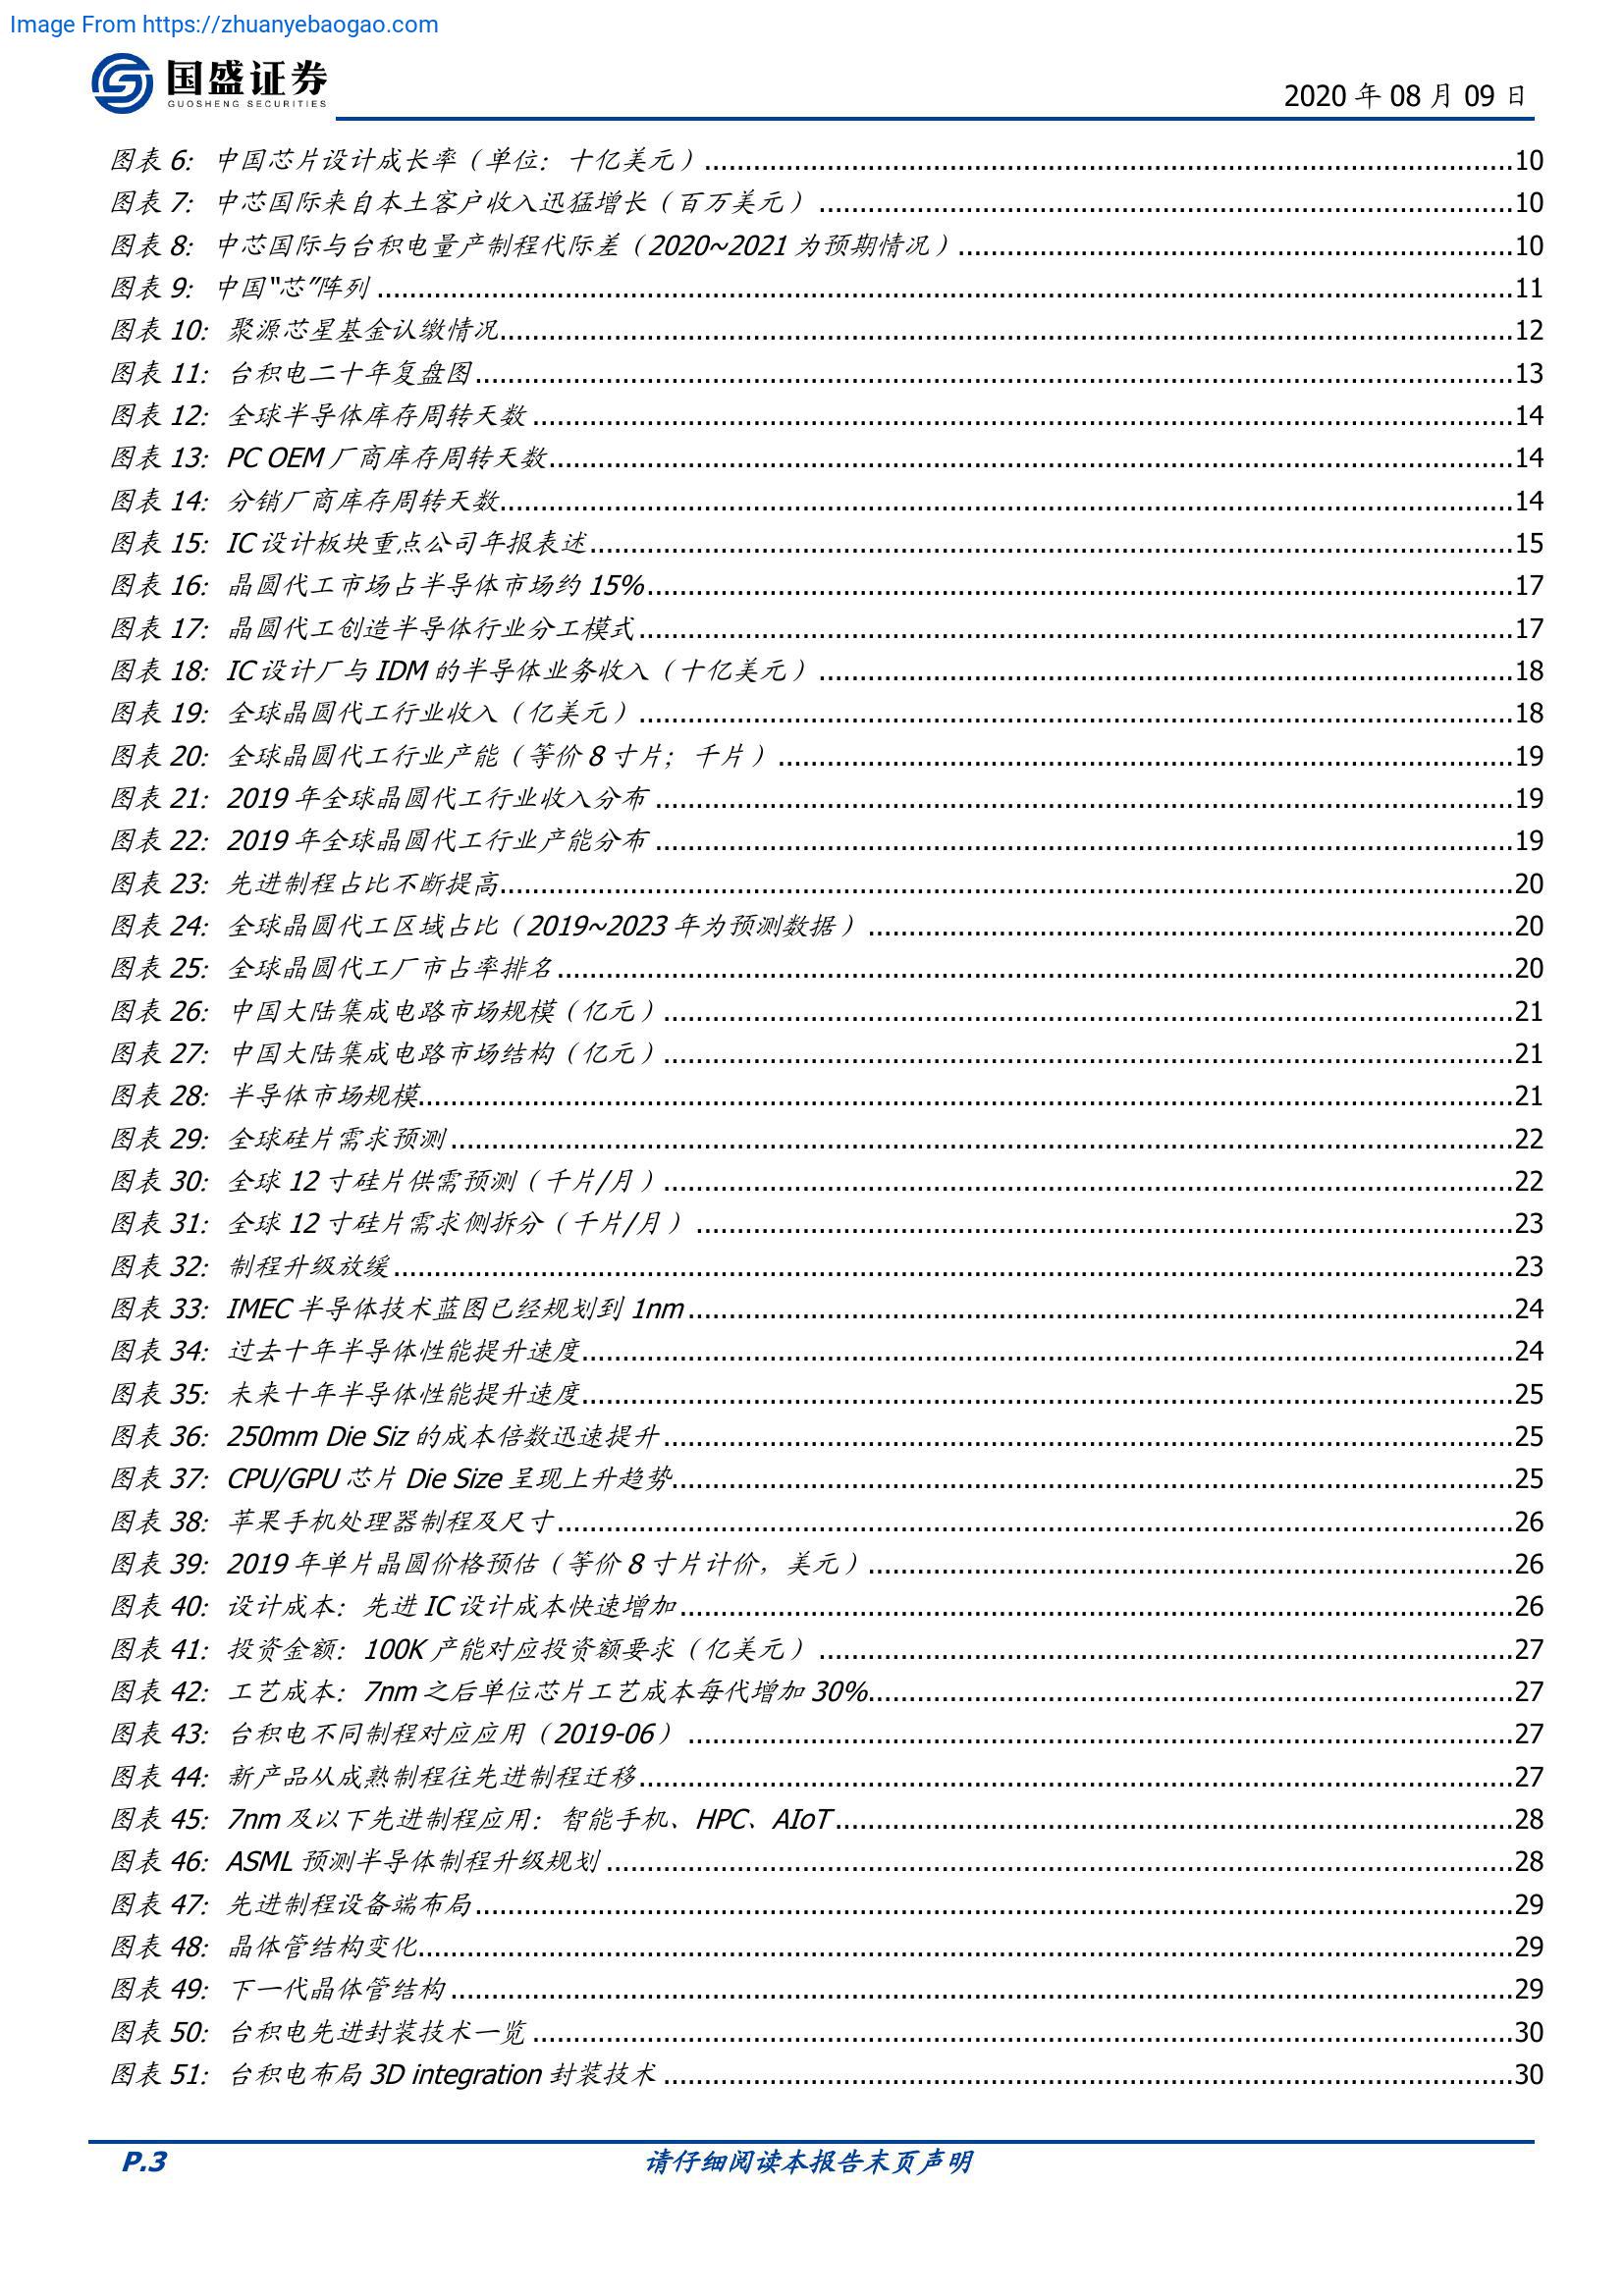 Image From https://zhuanyebaogao.com
国盛证券
GUOSHENG SECURITIES
2020 年 08 月 09 日
图表 6: 中国芯片设计成长率（单位：十亿美元）..........10
图表 7: 中芯国际来自本土客户收入迅猛增长（百万美元）..........10
图表 8: 中芯国际与台积电量产制程代际差（2020~2021 为预期情况）..........10
图表 9: 中国“芯”阵列..........11
图表 10: 聚源芯星基金认缴情况..........12
图表 11: 台积电二十年复盘图..........13
图表 12: 全球半导体库存周转天数..........14
图表 13: PC OEM 厂商库存周转天数..........14
图表 14: 分销厂商库存周转天数..........14
图表 15: IC 设计板块重点公司年报表述..........15
图表 16: 晶圆代工市场占半导体市场约 15%..........17
图表 17: 晶圆代工创造半导体行业分工模式..........17
图表 18: IC 设计厂与 IDM 的半导体业务收入（十亿美元）..........18
图表 19: 全球晶圆代工行业收入（亿美元）..........18
图表 20: 全球晶圆代工行业产能（等价 8 寸片；千片）..........19
图表 21: 2019 年全球晶圆代工行业收入分布..........19
图表 22: 2019 年全球晶圆代工行业产能分布..........19
图表 23: 先进制程占比不断提高..........20
图表 24: 全球晶圆代工区域占比（2019~2023 年为预测数据）..........20
图表 25: 全球晶圆代工厂市占率排名..........20
图表 26: 中国大陆集成电路市场规模（亿元）..........21
图表 27: 中国大陆集成电路市场结构（亿元）..........21
图表 28: 半导体市场规模..........21
图表 29: 全球硅片需求预测..........22
图表 30: 全球 12 寸硅片供需预测（千片/月）..........22
图表 31: 全球 12 寸硅片需求侧拆分（千片/月）..........23
图表 32: 制程升级放缓..........23
图表 33: IMEC 半导体技术蓝图已经规划到 1nm..........24
图表 34: 过去十年半导体性能提升速度..........24
图表 35: 未来十年半导体性能提升速度..........25
图表 36: 250mm Die Siz 的成本倍数迅速提升..........25
图表 37: CPU/GPU 芯片 Die Size 呈现上升趋势..........25
图表 38: 苹果手机处理器制程及尺寸..........26
图表 39: 2019 年单片晶圆价格预估（等价 8 寸片计价，美元）..........26
图表 40: 设计成本：先进 IC 设计成本快速增加..........26
图表 41: 投资金额：100K 产能对应投资额要求（亿美元）..........27
图表 42: 工艺成本：7nm 之后单位芯片工艺成本每代增加 30%..........27
图表 43: 台积电不同制程对应应用（2019-06）..........27
图表 44: 新产品从成熟制程往先进制程迁移..........27
图表 45: 7nm 及以下先进制程应用：智能手机、HPC、AIoT..........28
图表 46: ASML 预测半导体制程升级规划..........28
图表 47: 先进制程设备端布局..........29
图表 48: 晶体管结构变化..........29
图表 49: 下一代晶体管结构..........29
图表 50: 台积电先进封装技术一览..........30
图表 51: 台积电布局 3D integration 封装技术..........30
P.3
请仔细阅读本报告末页声明